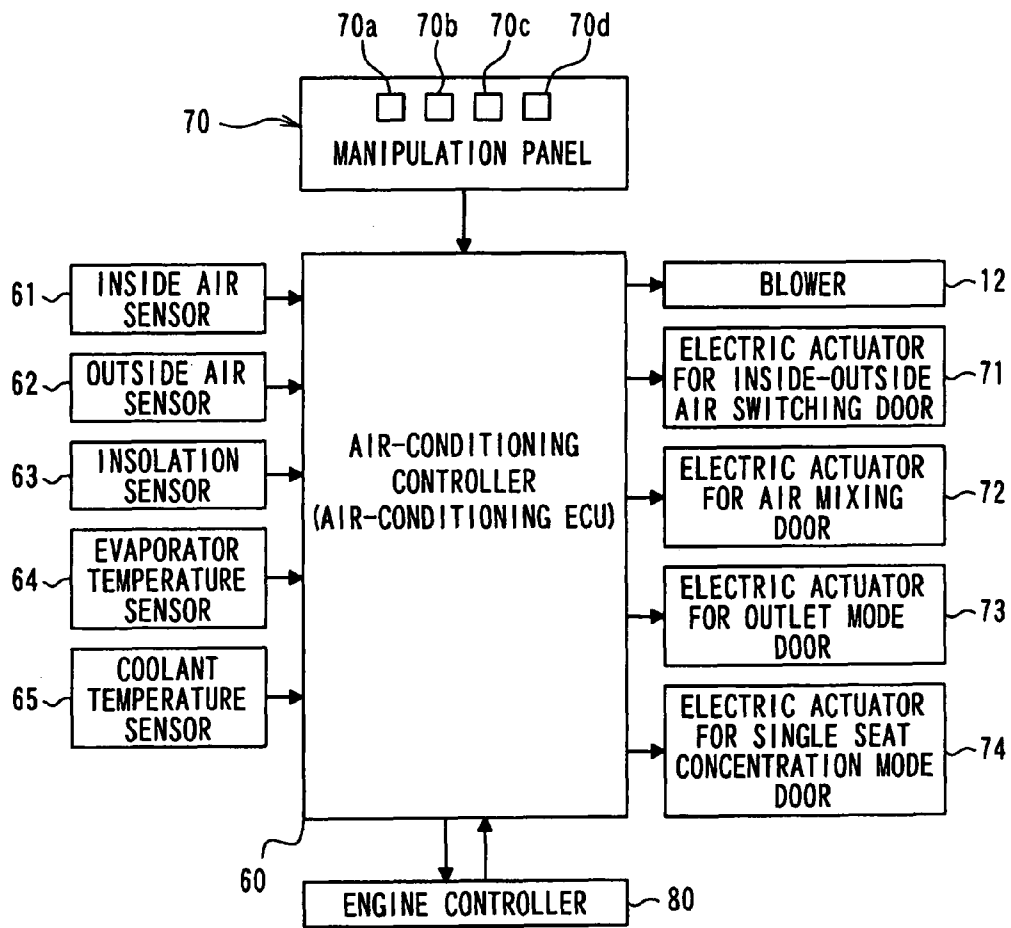 70a 70b 70c 70d
70
MANIPULATION PANEL
61
INSIDE AIR
SENSOR
62
OUTSIDE AIR
SENSOR
63
INSOLATION
SENSOR
64
EVAPORATOR
TEMPERATURE
SENSOR
65
COOLANT
TEMPERATURE
SENSOR
AIR-CONDITIONING
CONTROLLER
(AIR-CONDITIONING ECU)
60
BLOWER
12
ELECTRIC ACTUATOR
FOR INSIDE-OUTSIDE
AIR SWITCHING DOOR
71
ELECTRIC ACTUATOR
FOR AIR MIXING
DOOR
72
ELECTRIC ACTUATOR
FOR OUTLET MODE
DOOR
73
ELECTRIC ACTUATOR
FOR SINGLE SEAT
CONCENTRATION MODE
DOOR
74
ENGINE CONTROLLER
80